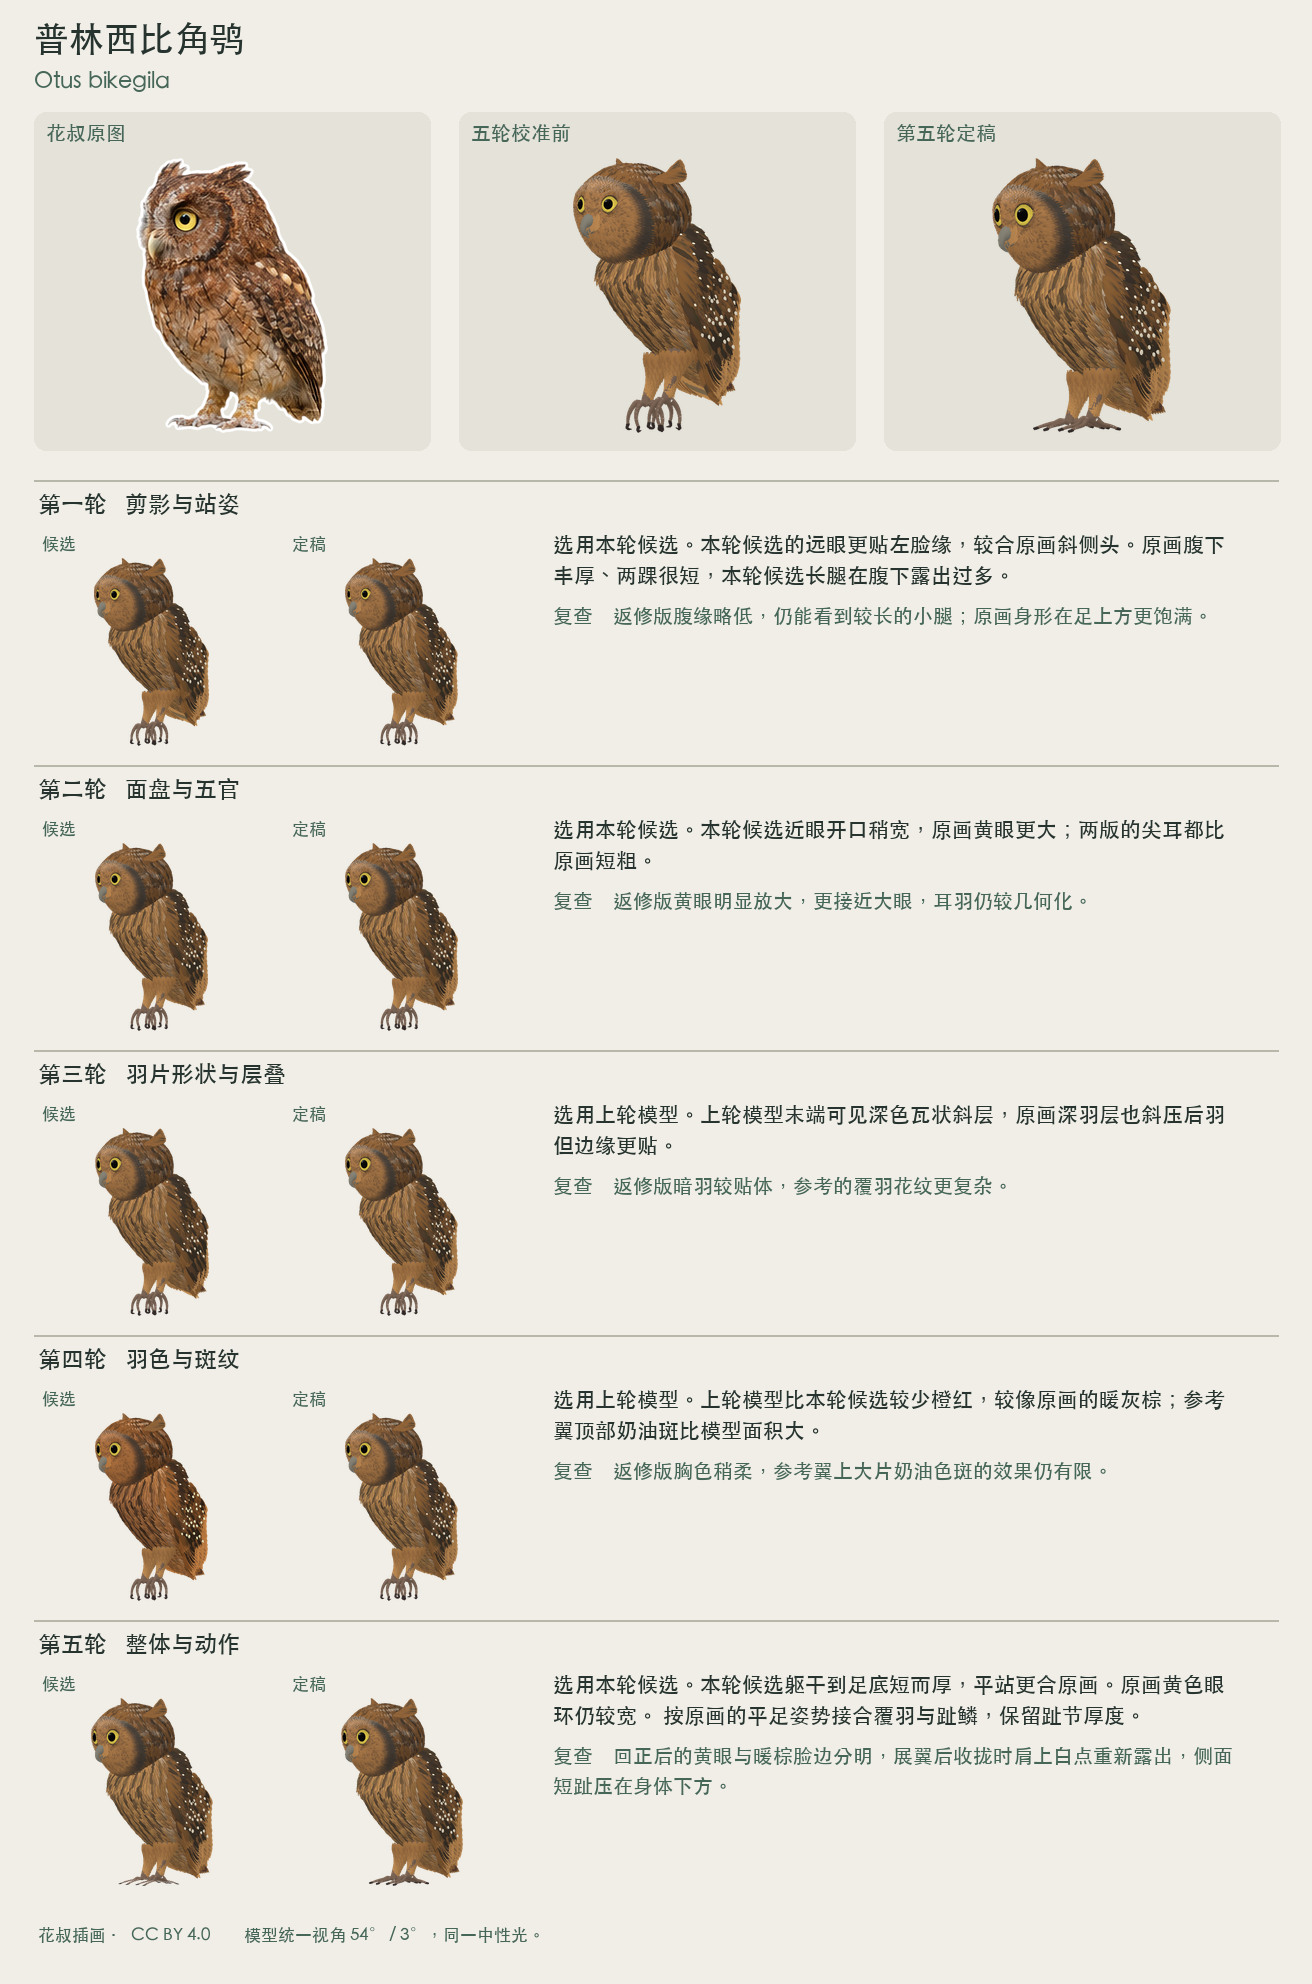 普林西比角鸮
Otus bikegila
花叔原图
五轮校准前
第五轮定稿
第一轮 剪影与站姿
候选
定稿
选用本轮候选。本轮候选的远眼更贴左脸缘，较合原画斜侧头。原画腹下
丰厚、两踝很短，本轮候选长腿在腹下露出过多。
复查 返修版腹缘略低，仍能看到较长的小腿；原画身形在足上方更饱满。
第二轮 面盘与五官
候选
定稿
选用本轮候选。本轮候选近眼开口稍宽，原画黄眼更大；两版的尖耳都比
原画短粗。
复查 返修版黄眼明显放大，更接近大眼，耳羽仍较几何化。
第三轮 羽片形状与层叠
候选
定稿
选用上轮模型。上轮模型末端可见深色瓦状斜层，原画深羽层也斜压后羽
但边缘更贴。
复查 返修版暗羽较贴体，参考的覆羽花纹更复杂。
第四轮 羽色与斑纹
候选
定稿
选用上轮模型。上轮模型比本轮候选较少橙红，较像原画的暖灰棕；参考
翼顶部奶油斑比模型面积大。
复查 返修版胸色稍柔，参考翼上大片奶油色斑的效果仍有限。
第五轮 整体与动作
候选
定稿
选用本轮候选。本轮候选躯干到足底短而厚，平站更合原画。原画黄色眼
环仍较宽。 按原画的平足姿势接合覆羽与趾鳞，保留趾节厚度。
复查 回正后的黄眼与暖棕脸边分明，展翼后收拢时肩上白点重新露出，侧面
短趾压在身体下方。
花叔插画 · CC BY 4.0 模型统一视角 54° / 3°，同一中性光。